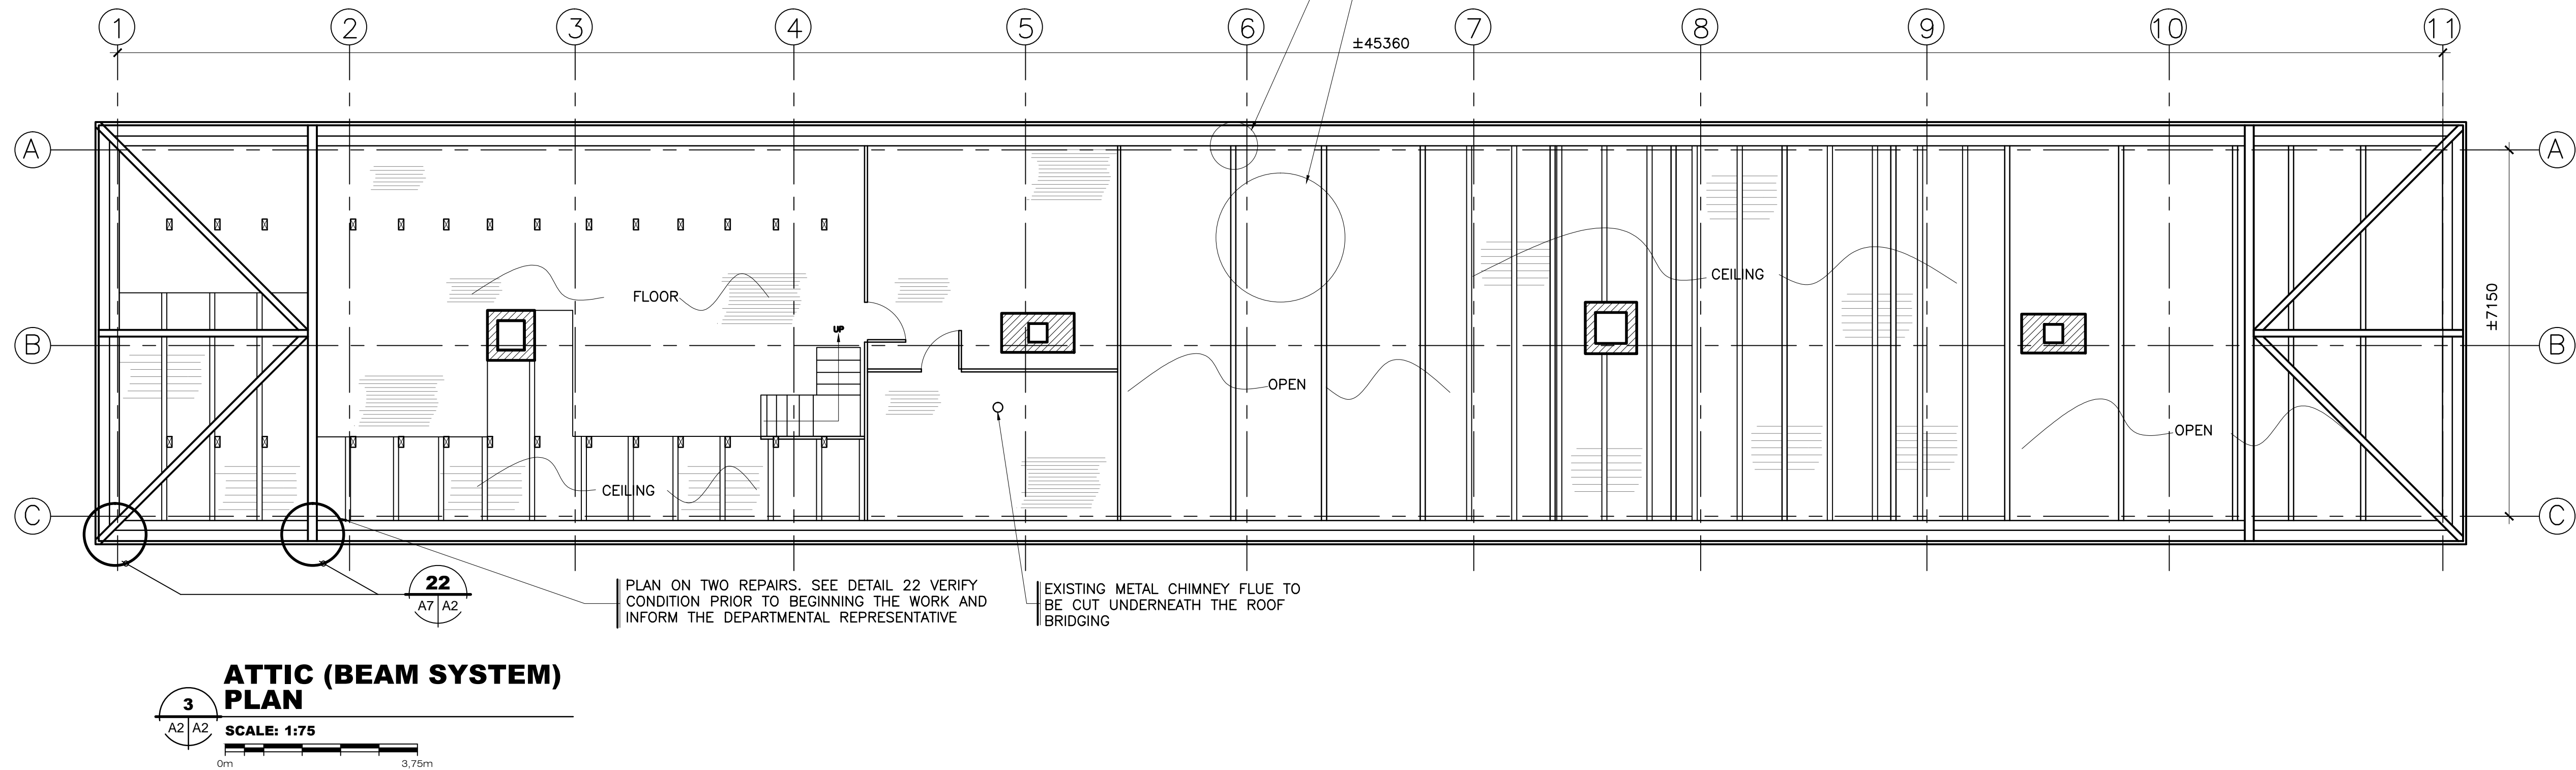 1 2 3 4 5 6 7 8 9 10 11
±45360
A A
FLOOR
CEILING
UP
±7150
B B
OPEN
OPEN
CEILING
C C
22
A7 A2
PLAN ON TWO REPAIRS. SEE DETAIL 22 VERIFY
CONDITION PRIOR TO BEGINNING THE WORK AND
INFORM THE DEPARTMENTAL REPRESENTATIVE
EXISTING METAL CHIMNEY FLUE TO
BE CUT UNDERNEATH THE ROOF
BRIDGING
ATTIC (BEAM SYSTEM)
PLAN
3
A2 A2
SCALE: 1:75
0m 3,75m